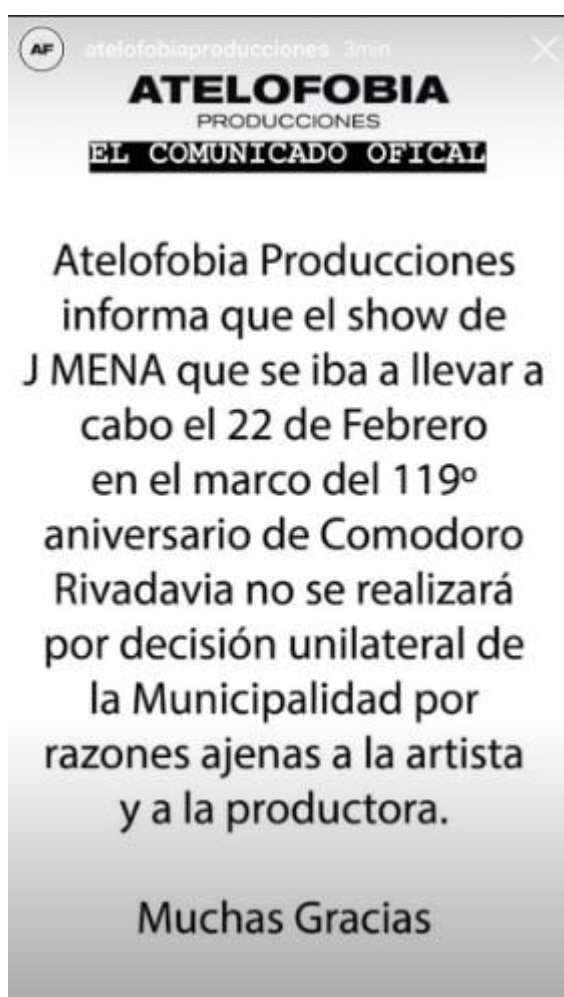 AF
atelofobiaproducciones 3min
ATELOFOBIA
PRODUCCIONES
EL COMUNICADO OFICAL
Atelofobia Producciones
informa que el show de
J MENA que se iba a llevar a
cabo el 22 de Febrero
en el marco del 119º
aniversario de Comodoro
Rivadavia no se realizará
por decisión unilateral de
la Municipalidad por
razones ajenas a la artista
y a la productora.
Muchas Gracias